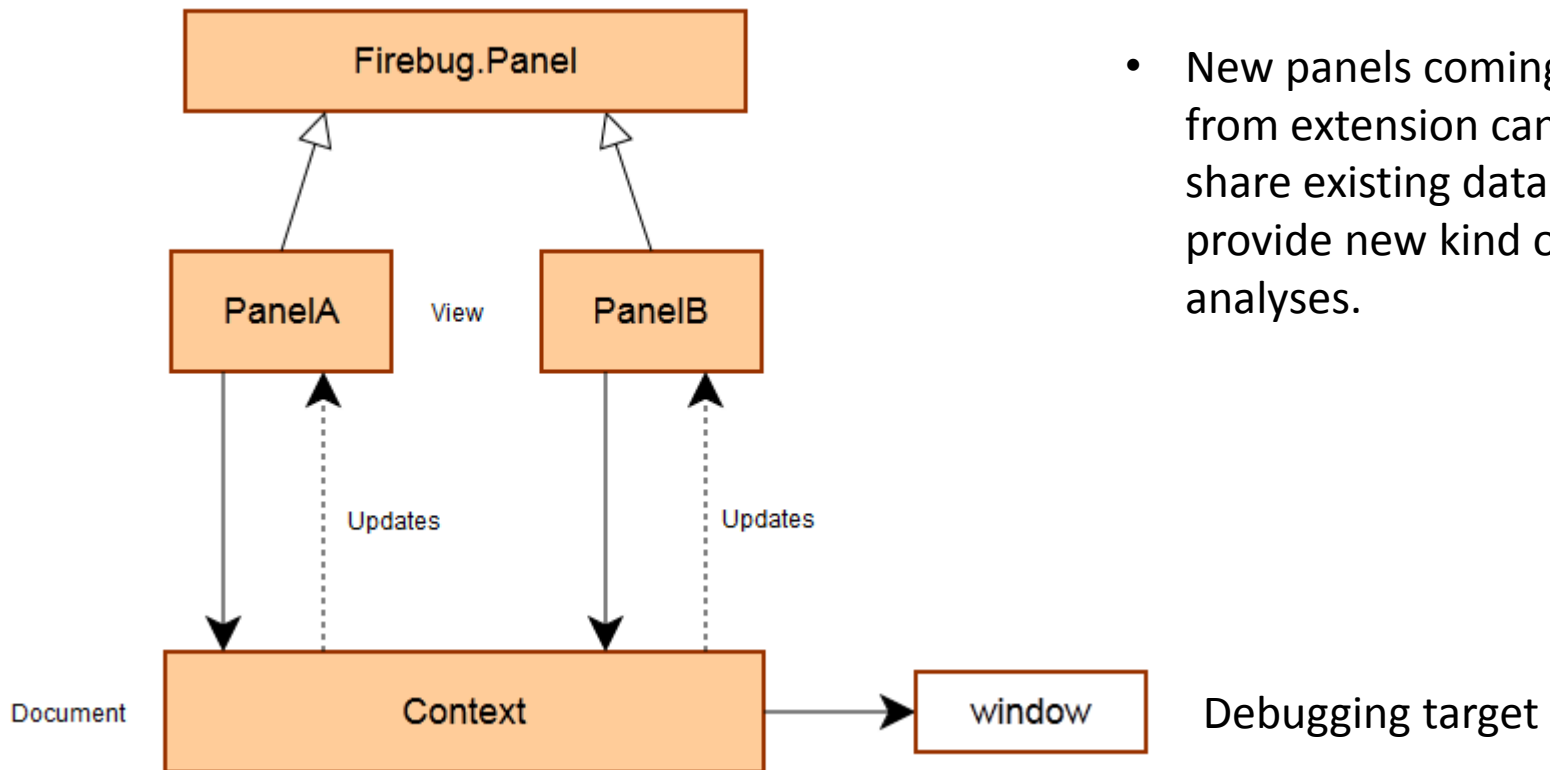 Firebug.Panel
• New panels coming
from extension can
share existing data
provide new kind
analyses.
PanelA
View
PanelB
Updates
Updates
Document
Context
window
Debugging target